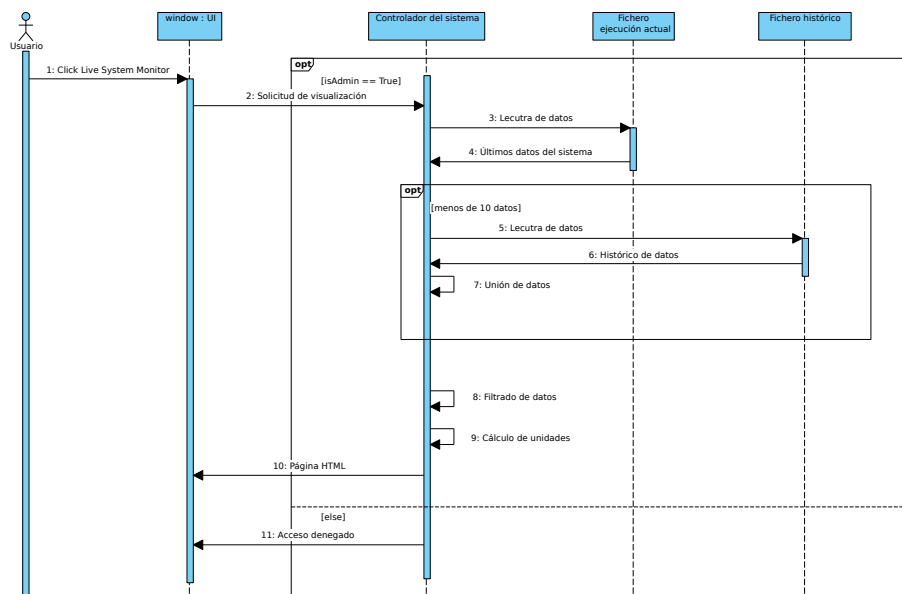 Usuario
window : UI
Controlador del sistema
Fichero
ejecución actual
Fichero histórico
1: Click Live System Monitor
opt
[isAdmin == True]
2: Solicitud de visualización
3: Lecutra de datos
4: Últimos datos del sistema
opt
[menos de 10 datos]
5: Lecutra de datos
6: Histórico de datos
7: Unión de datos
8: Filtrado de datos
9: Cálculo de unidades
10: Página HTML
[else]
11: Acceso denegado